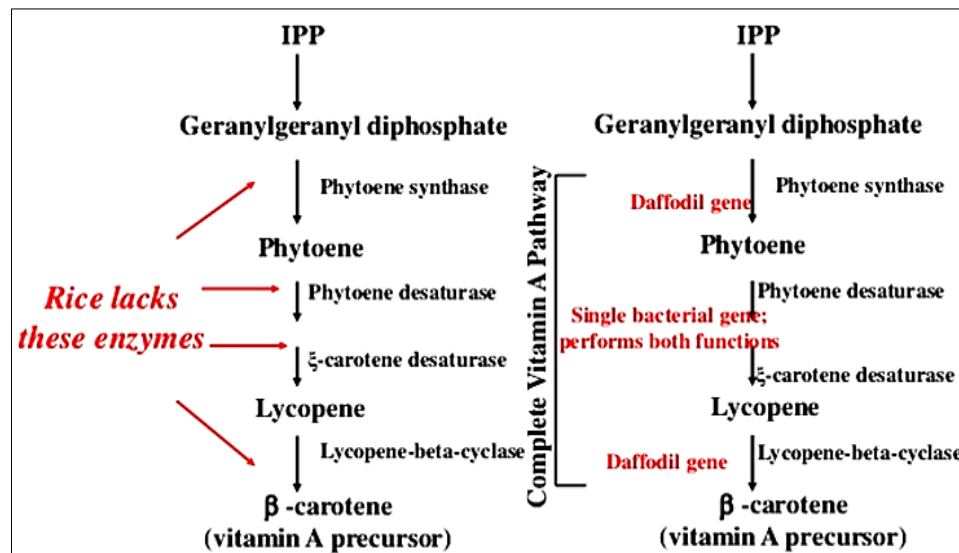 IPP
Geranylgeranyl diphosphate
Phytoene synthase
Phytoene
Rice lacks
these enzymes
Phytoene desaturase
ξ-carotene desaturase
Lycopene
Lycopene-beta-cyclase
β -carotene
(vitamin A precursor)
Complete Vitamin A Pathway
IPP
Geranylgeranyl diphosphate
Phytoene synthase
Daffodil gene
Phytoene
Phytoene desaturase
Single bacterial gene;
performs both functions
ξ-carotene desaturase
Lycopene
Daffodil gene
Lycopene-beta-cyclase
β -carotene
(vitamin A precursor)